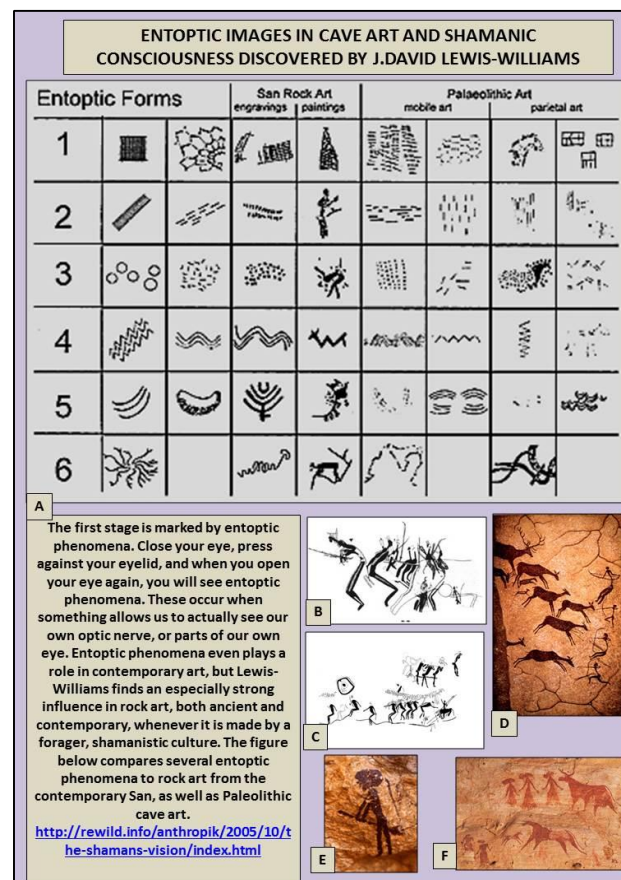 ENTOPTIC IMAGES IN CAVE ART AND SHAMANIC
CONSCIOUSNESS DISCOVERED BY J.DAVID LEWIS-WILLIAMS
Entoptic Forms
San Rock Art
engravings paintings
Palaeolithic Art
mobile art
parietal art
1
2
3
4
5
6
A
The first stage is marked by entoptic
phenomena. Close your eye, press
against your eyelid, and when you open
your eye again, you will see entoptic
phenomena. These occur when
something allows us to actually see our
own optic nerve, or parts of our own
eye. Entoptic phenomena even plays a
role in contemporary art, but Lewis-
Williams finds an especially strong
influence in rock art, both ancient and
contemporary, whenever it is made by a
forager, shamanistic culture. The figure
below compares several entoptic
phenomena to rock art from the
contemporary San, as well as Paleolithic
cave art.
http://rewild.info/anthropik/2005/10/t
he-shamans-vision/index.html
B
C
D
E
F